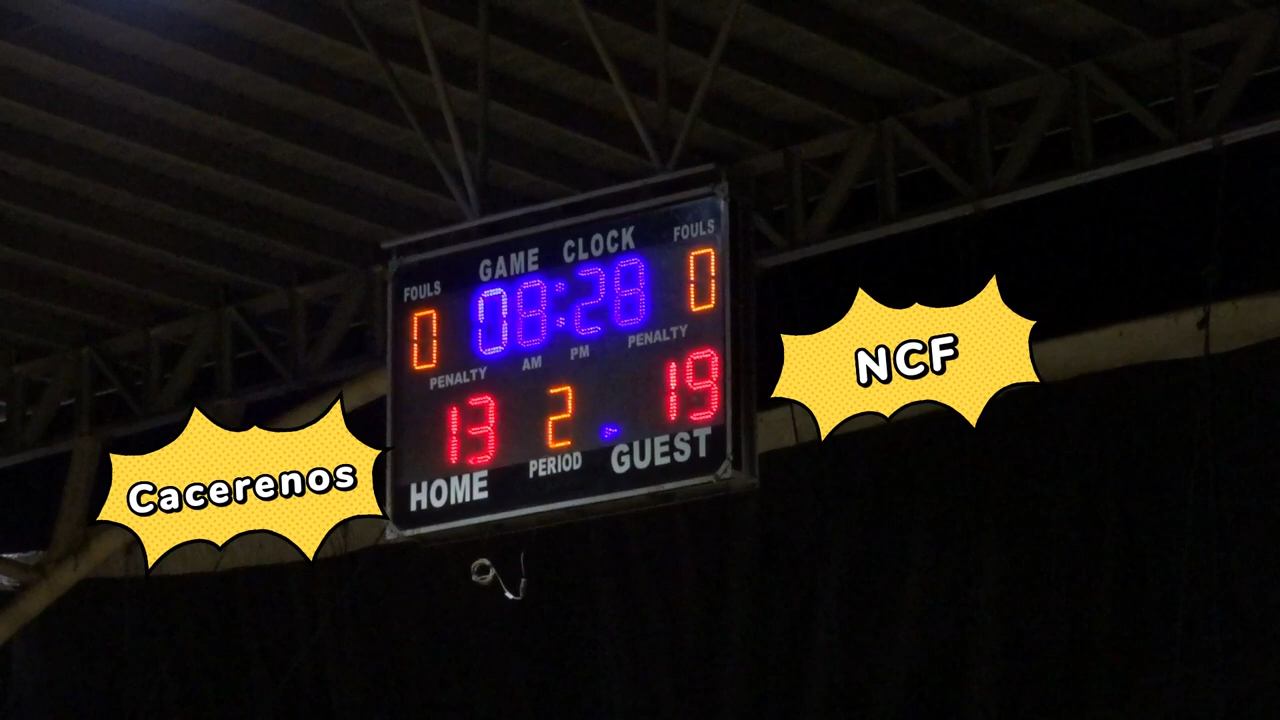 GAME CLOCK
FOULS
FOULS
08:28
0
0
AM PM
PENALTY
PENALTY
13
2
19
HOME
PERIOD
GUEST
Cacerenos
NCF